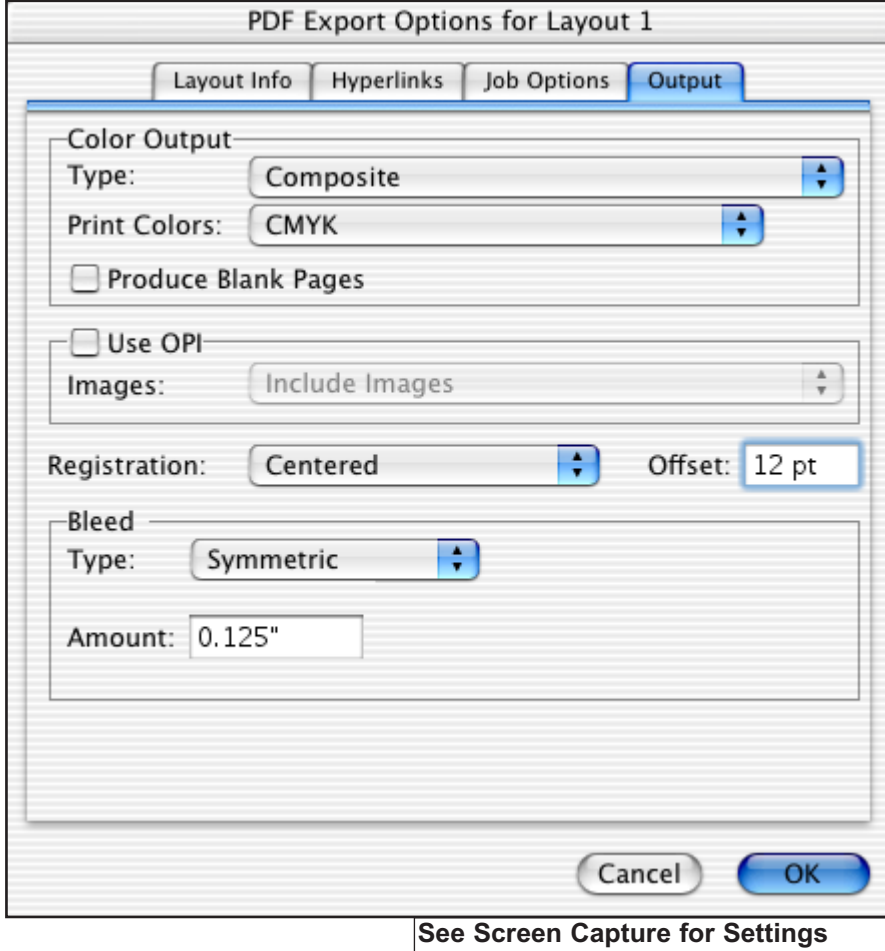 PDF Export Options for Layout 1
Layout Info Hyperlinks Job Options Output
Color Output
Type: Composite
Print Colors: CMYK
Produce Blank Pages
Use OPI
Images: Include Images
Registration: Centered Offset: 12 pt
Bleed
Type: Symmetric
Amount: 0.125"
Cancel OK
See Screen Capture for Settings